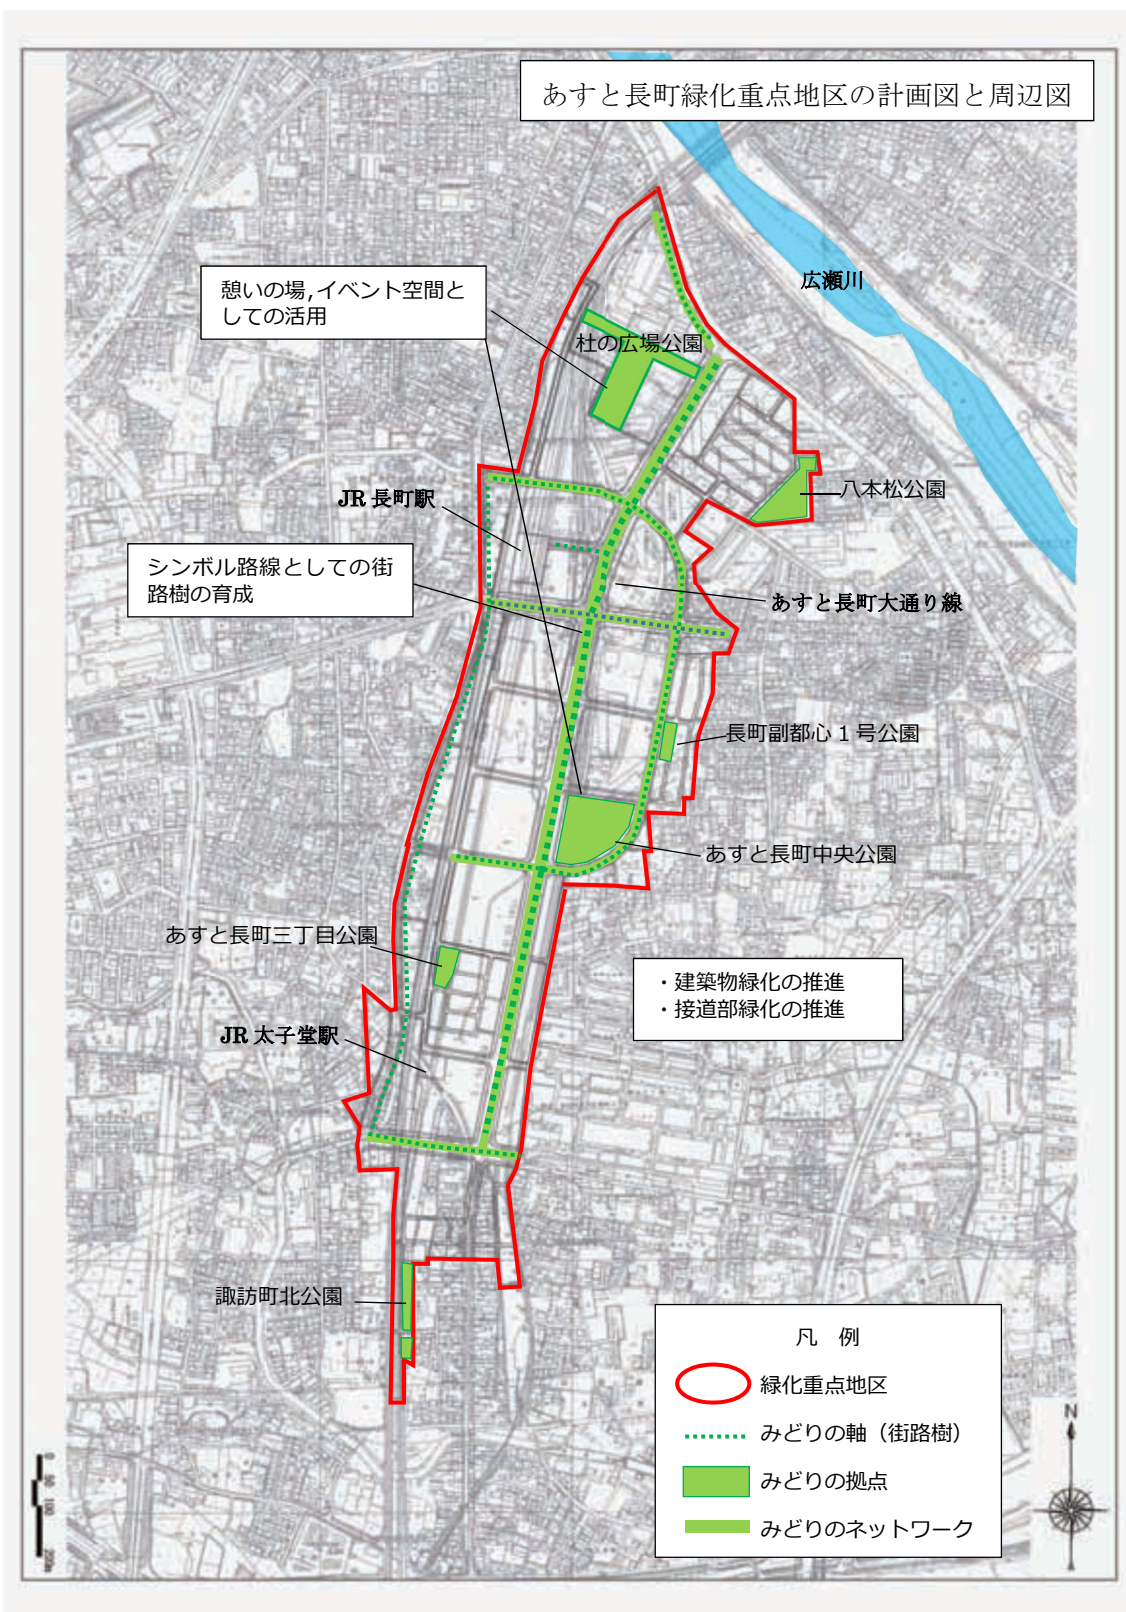 あすと長町緑化重点地区の計画図と周辺図
広瀬川
憩いの場,イベント空間と
しての活用
杜の広場公園
JR 長町駅
八本松公園
シンボル路線としての街
路樹の育成
あすと長町大通り線
長町副都心 1 号公園
あすと長町中央公園
あすと長町三丁目公園
・建築物緑化の推進
・接道部緑化の推進
JR 太子堂駅
諏訪町北公園
凡 例
緑化重点地区
みどりの軸（街路樹）
みどりの拠点
みどりのネットワーク
N
0 50 100 200m